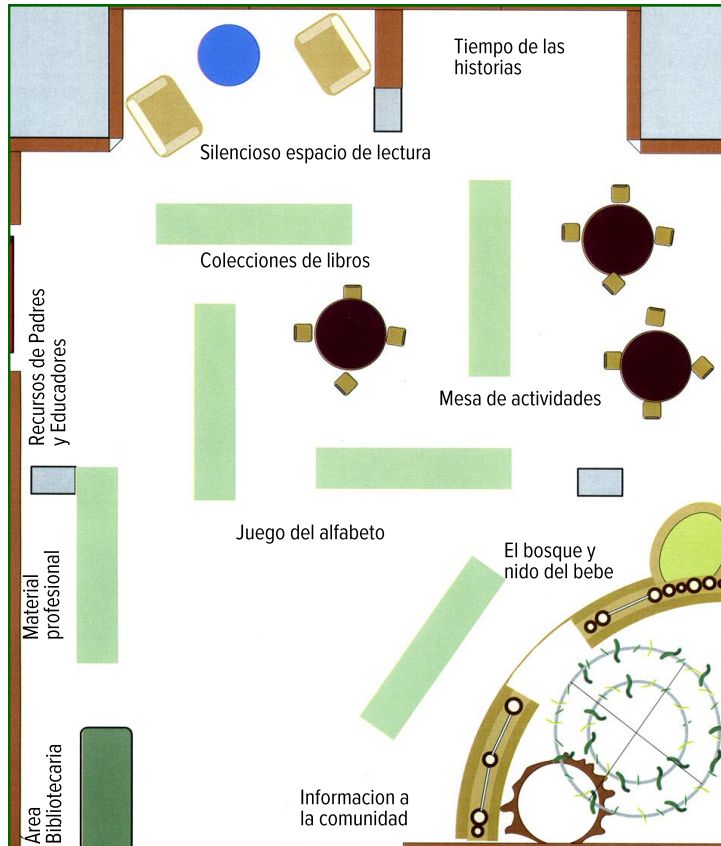 Tiempo de las
historias
Silencioso espacio de lectura
Colecciones de libros
Recursos de Padres
y Educadores
Mesa de actividades
Juego del alfabeto
El bosque y
nido del bebe
Material
profesional
Área
Bibliotecaria
Informacion a
la comunidad